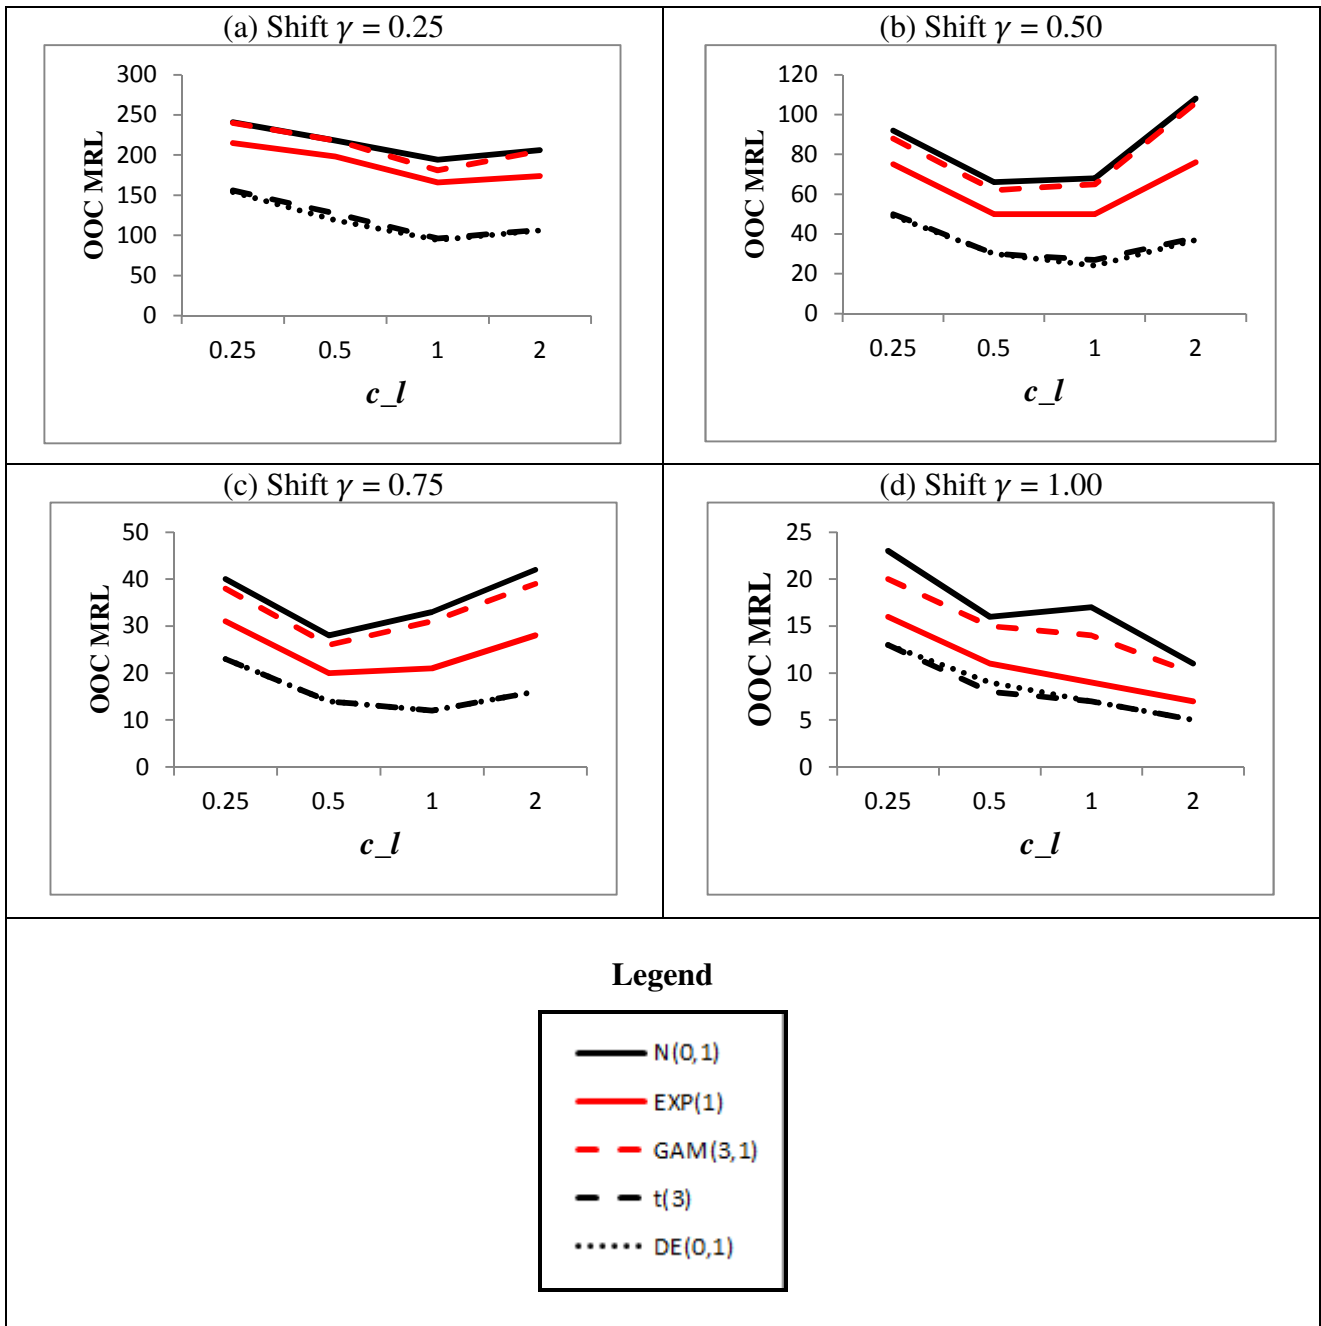 (a) Shift γ = 0.25
300
250
200
150
100
50
0
OOC MRL
0.25 0.5 1 2
c_l
(b) Shift γ = 0.50
120
100
80
60
40
20
0
OOC MRL
0.25 0.5 1 2
c_l
(c) Shift γ = 0.75
50
40
30
20
10
0
OOC MRL
0.25 0.5 1 2
c_l
(d) Shift γ = 1.00
25
20
15
10
5
0
OOC MRL
0.25 0.5 1 2
c_l
Legend
N(0,1)
EXP(1)
GAM(3,1)
t(3)
DE(0,1)